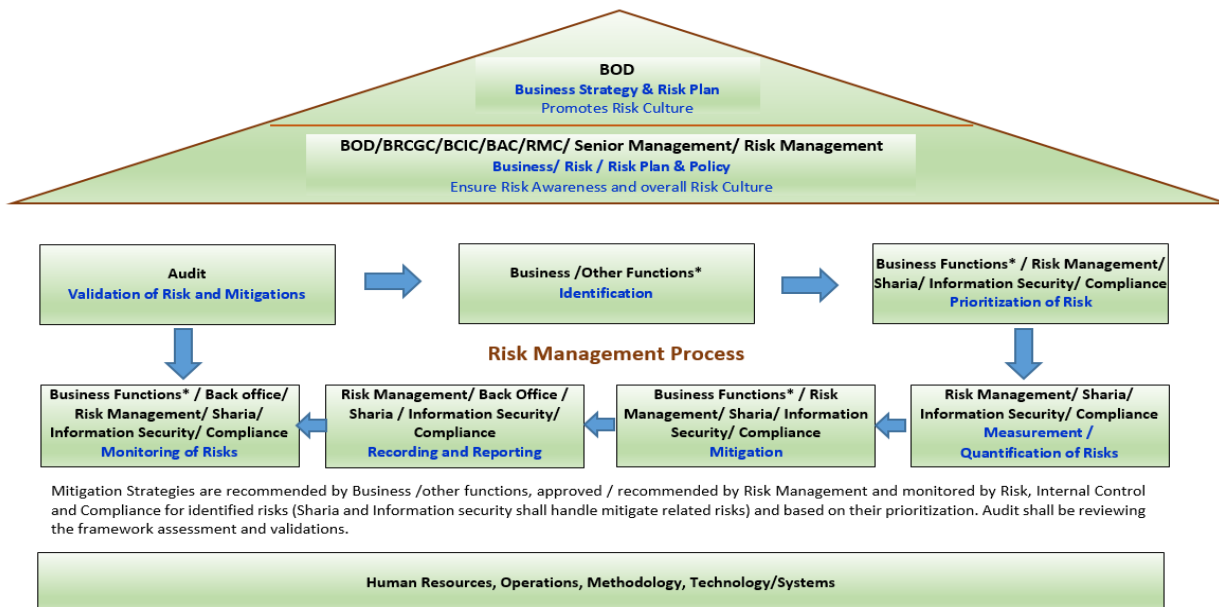 BOD
Business Strategy & Risk Plan
Promotes Risk Culture
BOD/BRCGC/BCIC/BAC/RMC/ Senior Management/ Risk Management
Business/ Risk / Risk Plan & Policy
Ensure Risk Awareness and overall Risk Culture
Audit
Validation of Risk and Mitigations
Business /Other Functions*
Identification
Business Functions* / Risk Management/
Sharia/ Information Security/ Compliance
Prioritization of Risk
Risk Management Process
Business Functions* / Back office/
Risk Management/ Sharia/
Information Security/ Compliance
Monitoring of Risks
Risk Management/ Back Office /
Sharia / Information Security/
Compliance
Recording and Reporting
Business Functions* / Risk
Management/ Sharia/ Information
Security/ Compliance
Mitigation
Risk Management/ Sharia/
Information Security/ Compliance
Measurement /
Quantification of Risks
Mitigation Strategies are recommended by Business /other functions, approved / recommended by Risk Management and monitored by Risk, Internal Control
and Compliance for identified risks (Sharia and Information security shall handle mitigate related risks) and based on their prioritization. Audit shall be reviewing
the framework assessment and validations.
Human Resources, Operations, Methodology, Technology/Systems